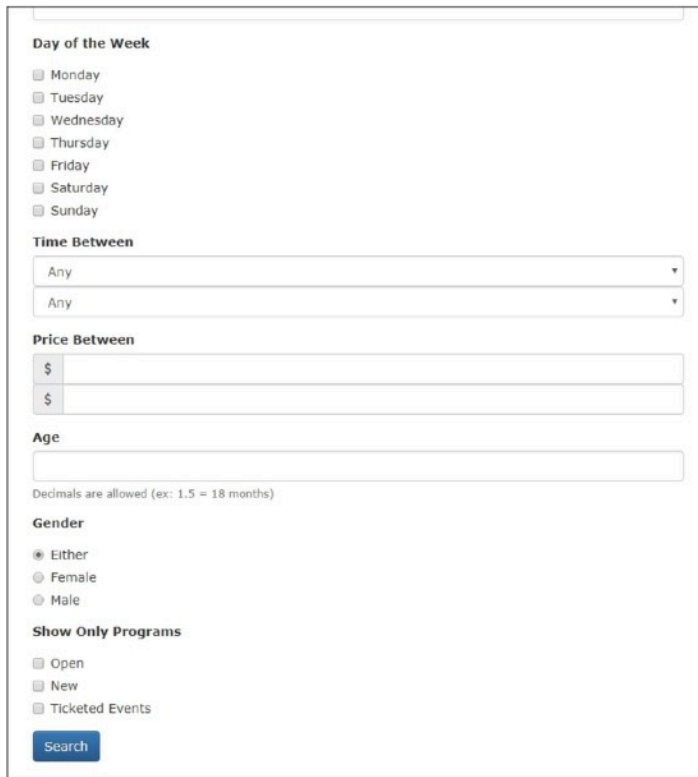 Day of the Week
Monday
Tuesday
Wednesday
Thursday
Friday
Saturday
Sunday
Time Between
Any
Any
Price Between
$
$
Age
Decimals are allowed (ex: 1.5 = 18 months)
Gender
Either
Female
Male
Show Only Programs
Open
New
Ticketed Events
Search